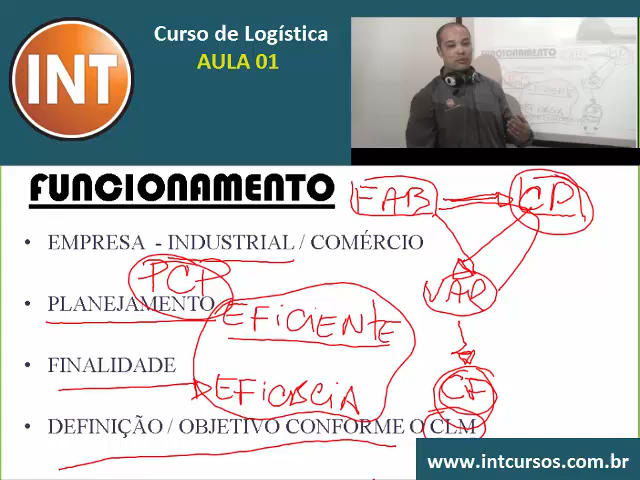 INT
Curso de Logística
AULA 01
FUNCIONAMENTO
FAB
CD
EMPRESA - INDUSTRIAL / COMÉRCIO
PCP
VAR
PLANEJAMENTO
EFICIENTE
FINALIDADE
EFICÁCIA
CF
DEFINIÇÃO / OBJETIVO CONFORME O CLM
www.intcursos.com.br